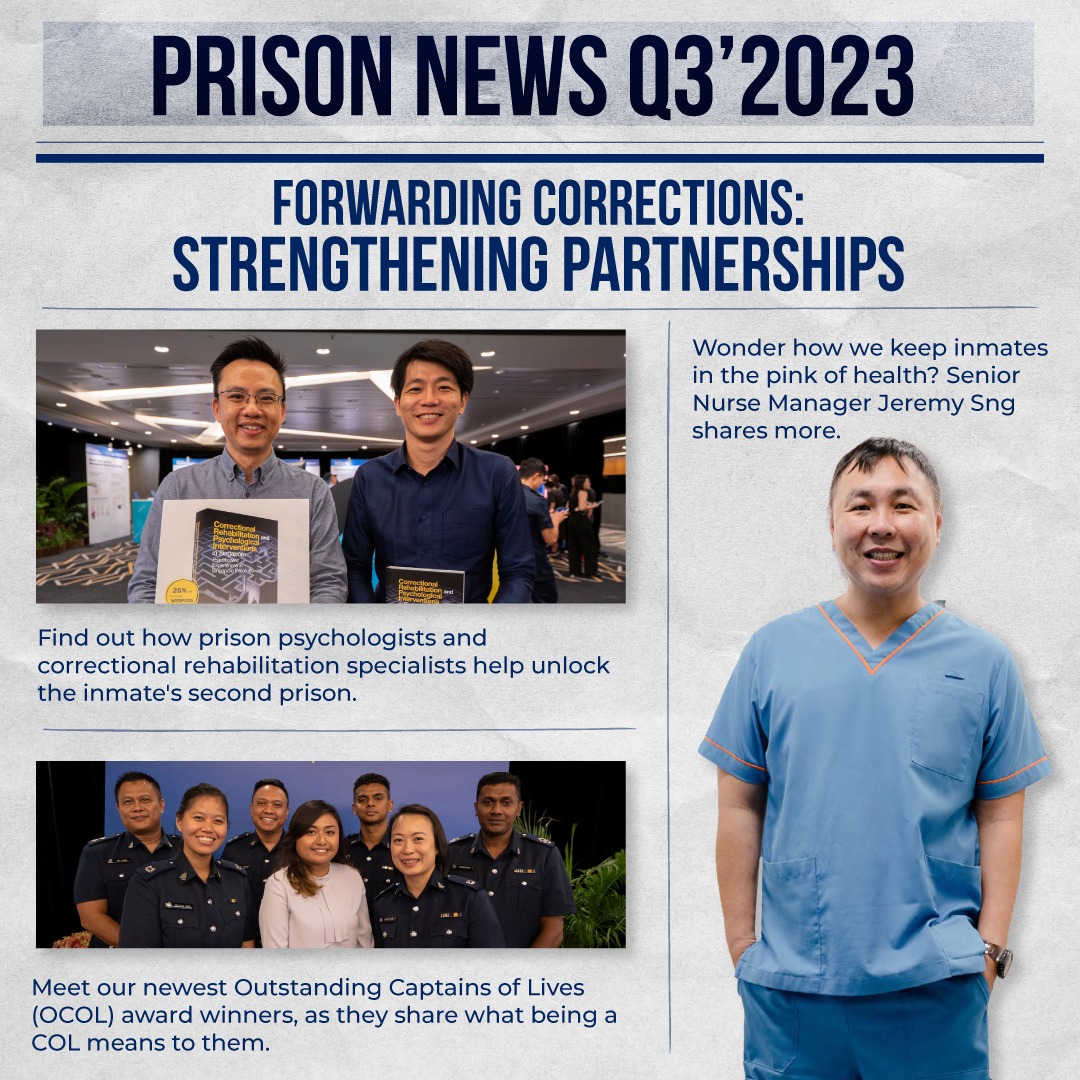 PRISON NEWS Q3’2023
FORWARDING CORRECTIONS:
STRENGTHENING PARTNERSHIPS
Correctional
Rehabilitation and
Psychological
Interventions
in Singapore
25%
Correctional
Rehabilitation and
Psychological
Interventions
Find out how prison psychologists and
correctional rehabilitation specialists help unlock
the inmate's second prison.
Meet our newest Outstanding Captains of Lives
(OCOL) award winners, as they share what being a
COL means to them.
Wonder how we keep inmates
in the pink of health? Senior
Nurse Manager Jeremy Sng
shares more.